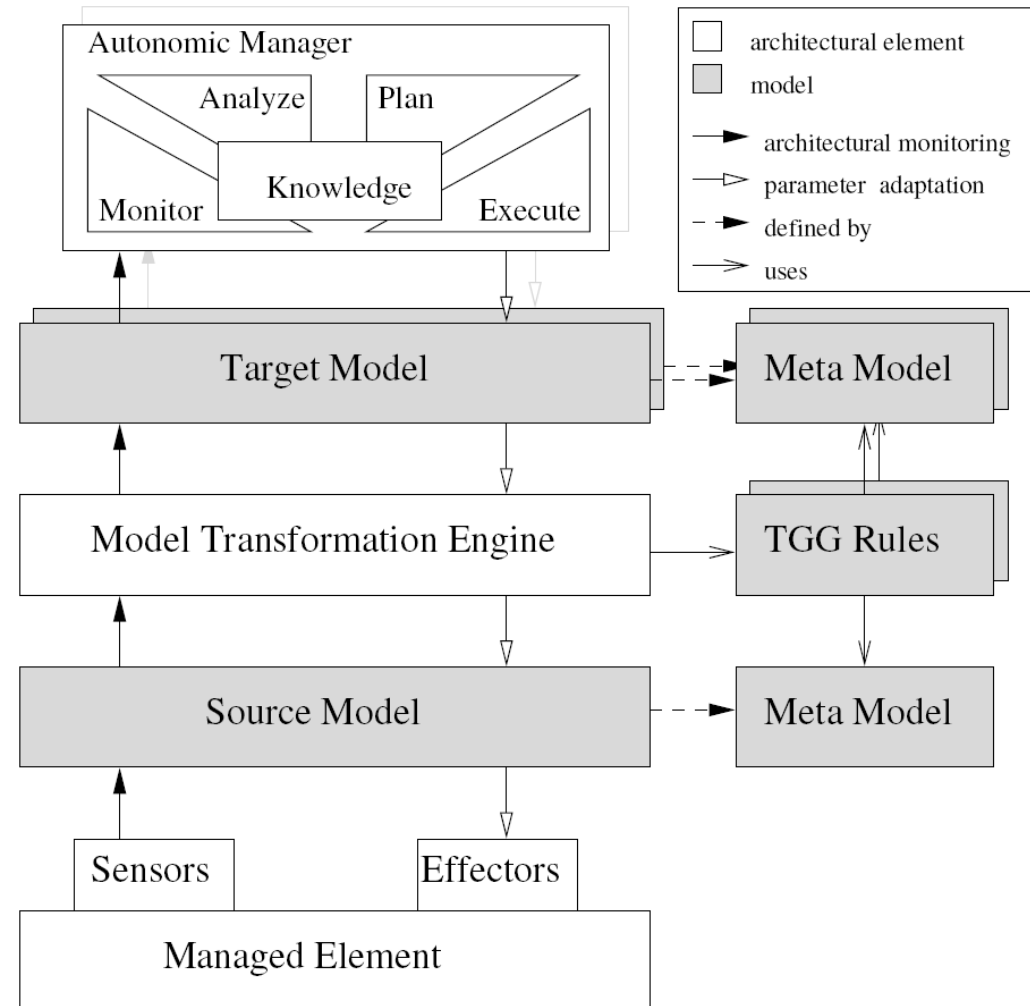 Autonomic Manager
Analyze
Plan
Knowledge
Monitor
Execute
architectural element
model
architectural monitoring
parameter adaptation
defined by
uses
Target Model
Meta Model
Model Transformation Engine
TGG Rules
Source Model
Meta Model
Sensors
Effectors
Managed Element